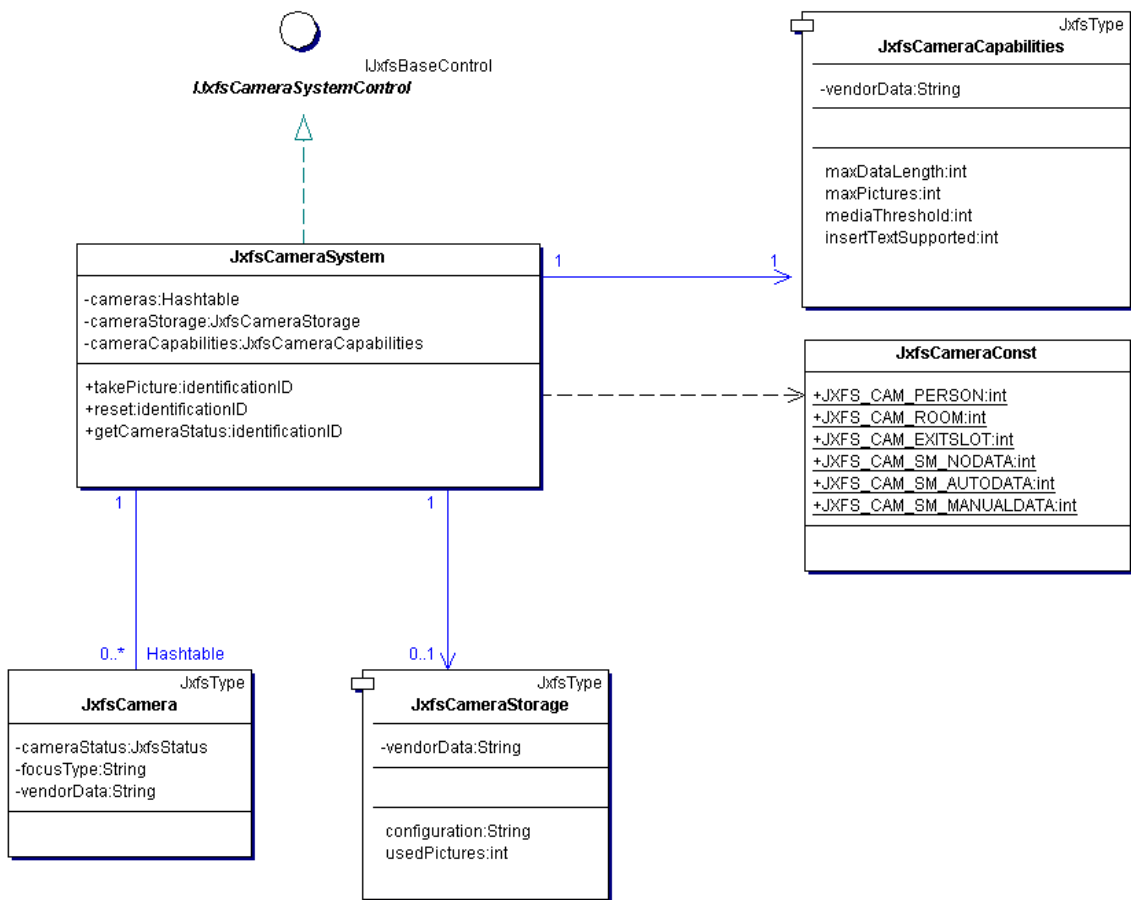 IJxfsBaseControl
IJxfsCameraSystemControl
JxfsType
JxfsCameraCapabilities
-vendorData:String
maxDataLength:int
maxPictures:int
mediaThreshold:int
insertTextSupported:int
JxfsCameraSystem
-cameras:Hashtable
-cameraStorage:JxfsCameraStorage
-cameraCapabilities:JxfsCameraCapabilities
+takePicture:identificationID
+reset:identificationID
+getCameraStatus:identificationID
1
1
JxfsCameraConst
+JXFS_CAM_PERSON:int
+JXFS_CAM_ROOM:int
+JXFS_CAM_EXITSLOT:int
+JXFS_CAM_SM_NODATA:int
+JXFS_CAM_SM_AUTODATA:int
+JXFS_CAM_SM_MANUALDATA:int
1
1
0..*
Hashtable
0..1
JxfsType
JxfsCamera
-cameraStatus:JxfsStatus
-focusType:String
-vendorData:String
JxfsType
JxfsCameraStorage
-vendorData:String
configuration:String
usedPictures:int